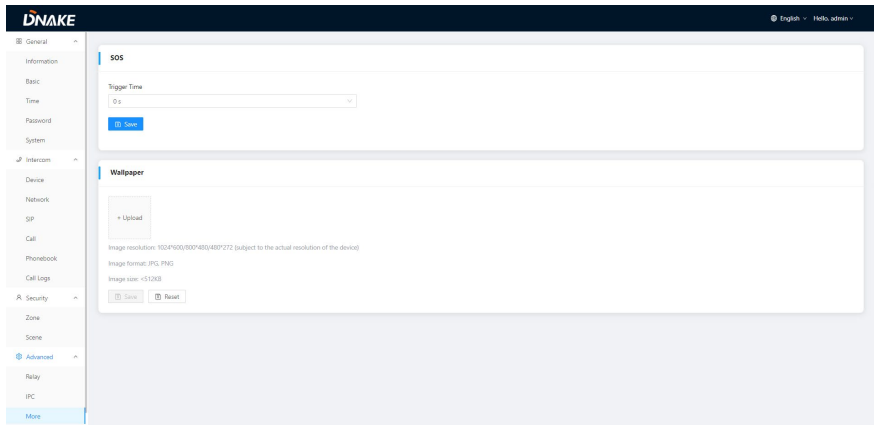 DNAKE
English
Hello, admin
General
Information
Basic
Time
Password
System
Intercom
Device
Network
SIP
Call
Phonebook
Call Logs
Security
Zone
Scene
Advanced
Relay
IPC
More
SOS
Trigger Time
0 s
Save
Wallpaper
+ Upload
Image resolution: 1024*600/800*480/480*272 (subject to the actual resolution of the device)
Image format: JPG, PNG
Image size: <512KB
Save
Reset